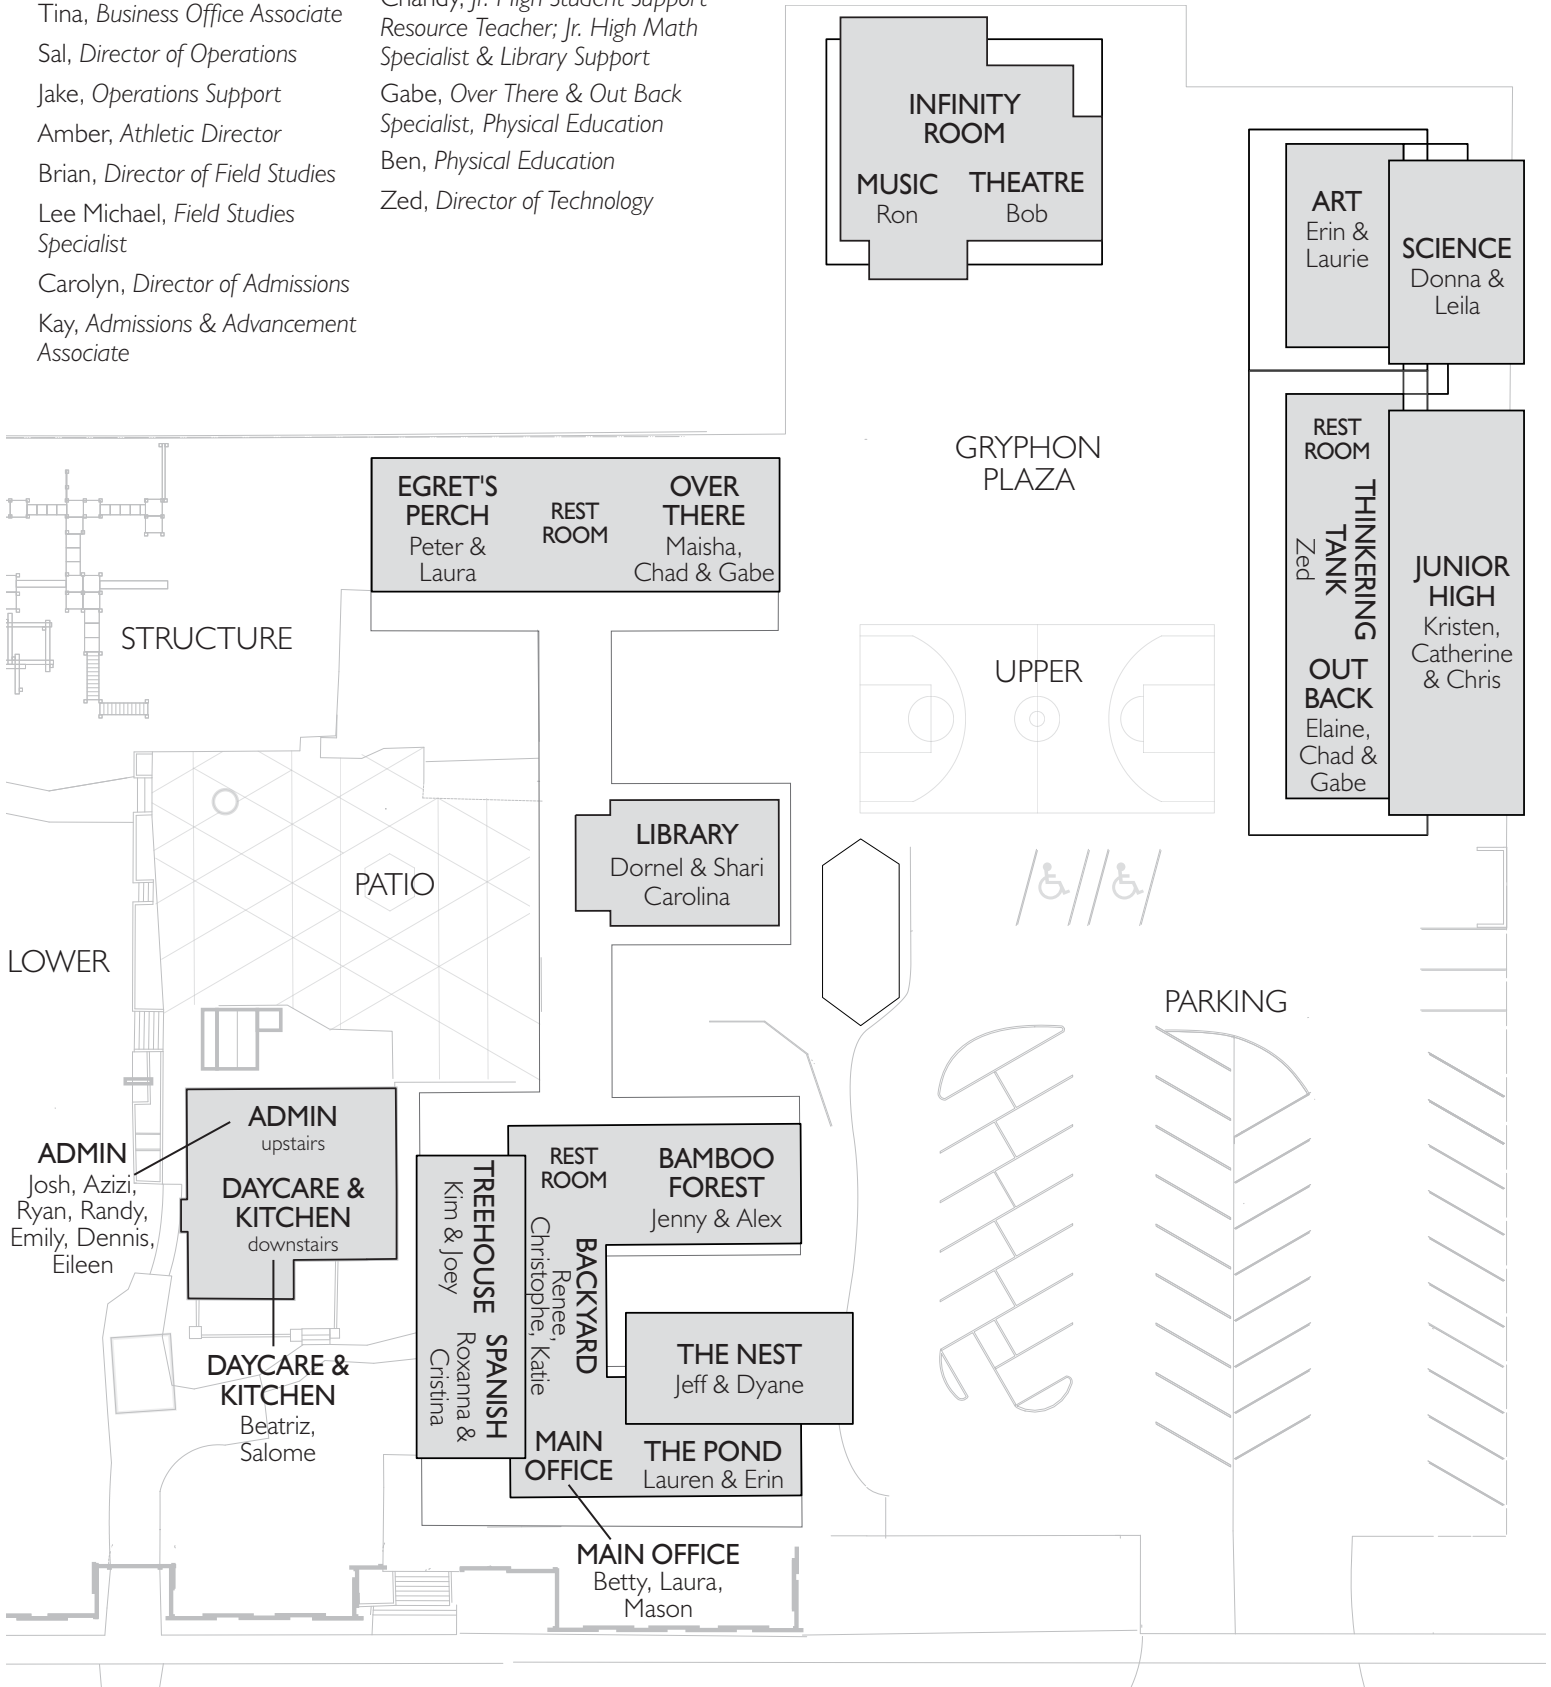 Tina, Business Office Associate
Sal, Director of Operations
Jake, Operations Support
Amber, Athletic Director
Brian, Director of Field Studies
Lee Michael, Field Studies
Specialist
Carolyn, Director of Admissions
Kay, Admissions & Advancement
Associate
Jr. High Student Support
Resource Teacher; Jr. High Math
Specialist & Library Support
Gabe, Over There & Out Back
Specialist, Physical Education
Ben, Physical Education
Zed, Director of Technology
INFINITY
ROOM
MUSIC
Ron
THEATRE
Bob
ART
Erin &
Laurie
SCIENCE
Donna &
Leila
GRYPHON
PLAZA
REST
ROOM
THINKERING
TANK
Zed
OUT
BACK
Elaine,
Chad &
Gabe
JUNIOR
HIGH
Kristen,
Catherine
& Chris
EGRET'S
PERCH
Peter &
Laura
REST
ROOM
OVER
THERE
Maisha,
Chad & Gabe
STRUCTURE
UPPER
LIBRARY
Dornel & Shari
Carolina
PATIO
LOWER
PARKING
ADMIN
upstairs
DAYCARE &
KITCHEN
downstairs
ADMIN
Josh, Azizi,
Ryan, Randy,
Emily, Dennis,
Eileen
DAYCARE &
KITCHEN
Beatriz,
Salome
TREEHOUSE
Kim & Joey
SPANISH
Roxanna &
Cristina
REST
ROOM
BAMBOO
FOREST
Jenny & Alex
BACKYARD
Renee,
Christophe, Katie
THE NEST
Jeff & Dyane
MAIN
OFFICE
THE POND
Lauren & Erin
MAIN OFFICE
Betty, Laura,
Mason